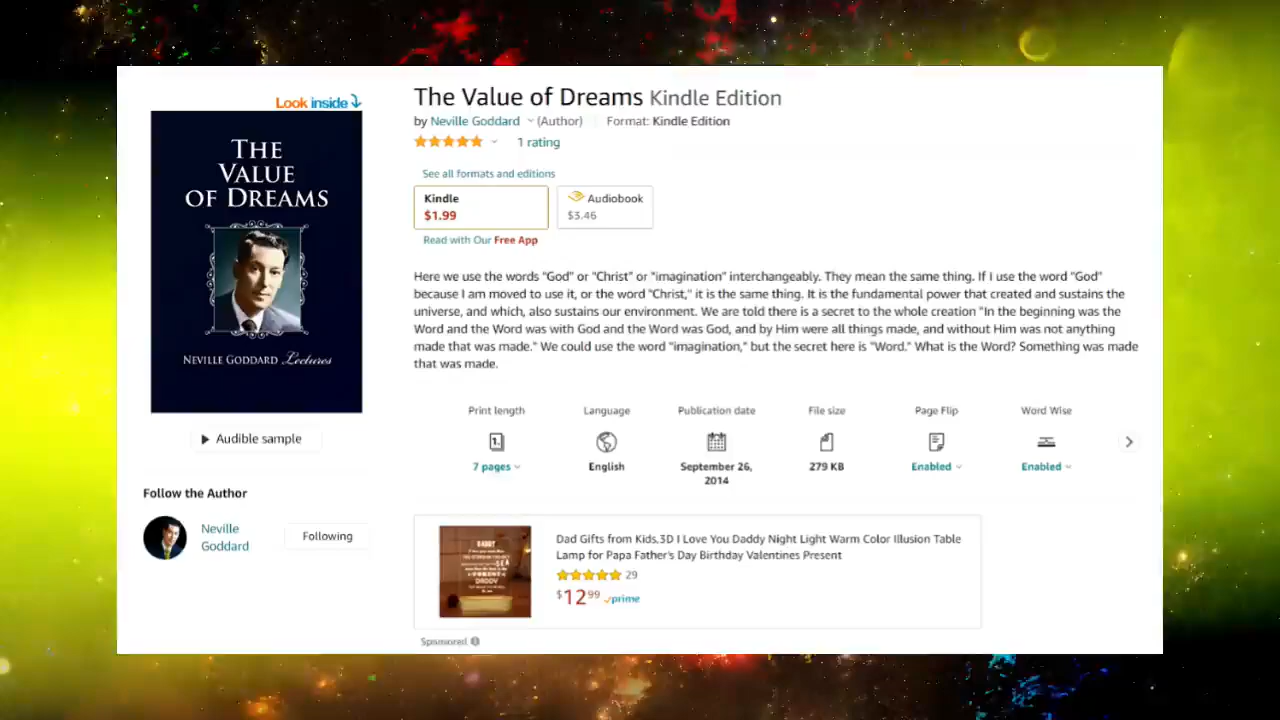 Look inside
THE
VALUE
OF DREAMS
NEVILLE GODDARD Lectures
Audible sample
Follow the Author
Neville
Goddard
Following
The Value of Dreams Kindle Edition
by Neville Goddard (Author) Format: Kindle Edition
1 rating
See all formats and editions
Kindle
$1.99
Audiobook
$3.46
Read with Our Free App
Here we use the words "God" or "Christ" or "imagination" interchangeably. They mean the same thing. If I use the word "God"
because I am moved to use it, or the word "Christ," it is the same thing. It is the fundamental power that created and sustains the
universe, and which, also sustains our environment. We are told there is a secret to the whole creation "In the beginning was the
Word and the Word was with God and the Word was God, and by Him were all things made, and without Him was not anything
made that was made." We could use the word "imagination," but the secret here is "Word." What is the Word? Something was made
that was made.
Print length
1.
7 pages
Language
English
Publication date
September 26,
2014
File size
279 KB
Page Flip
Enabled
Word Wise
Enabled
DADDY
SEA
DADDY
Dad Gifts from Kids,3D I Love You Daddy Night Light Warm Color Illusion Table
Lamp for Papa Father's Day Birthday Valentines Present
29
$12.99 prime
Sponsored